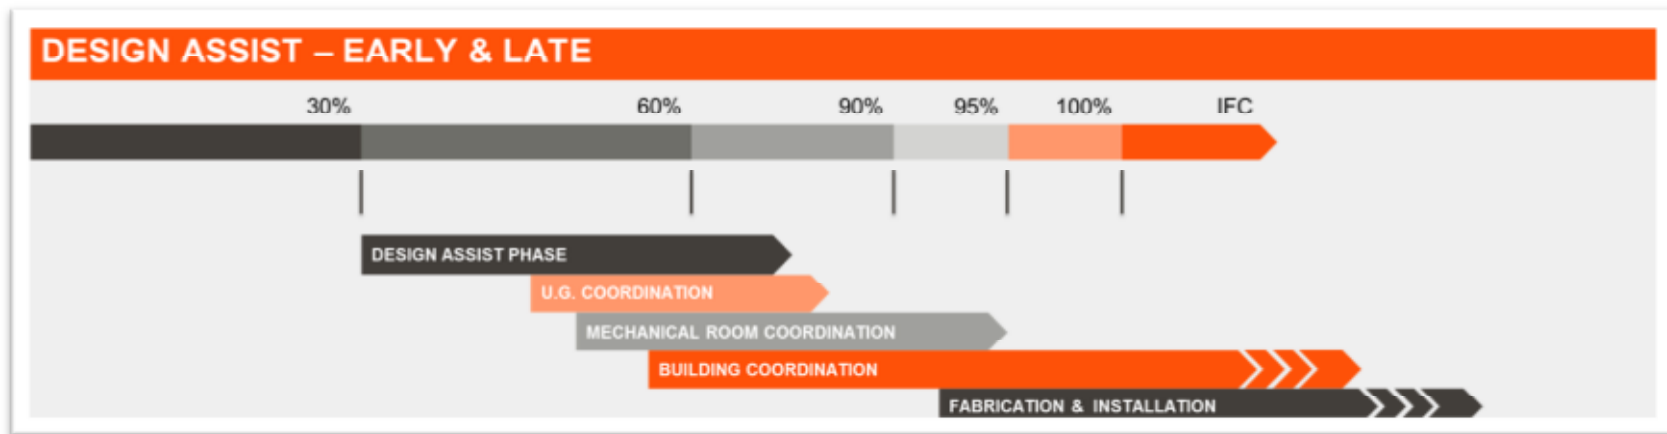 DESIGN ASSIST – EARLY & LATE
30% 60% 90% 95% 100% IFC
DESIGN ASSIST PHASE
U.G. COORDINATION
MECHANICAL ROOM COORDINATION
BUILDING COORDINATION
FABRICATION & INSTALLATION